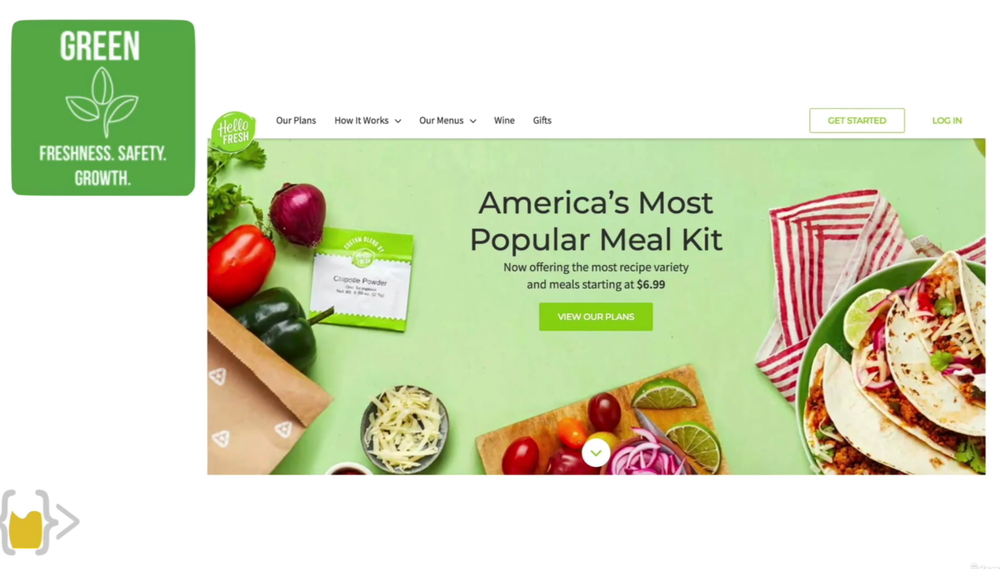 GREEN
FRESHNESS. SAFETY.
GROWTH.
Hello
FRESH
Our Plans
How It Works
Our Menus
Wine
Gifts
GET STARTED
LOG IN
America's Most
Popular Meal Kit
Now offering the most recipe variety
and meals starting at $6.99
VIEW OUR PLANS
CUSTOM BLEND BY
Hello
FRESH
Chipotle Powder